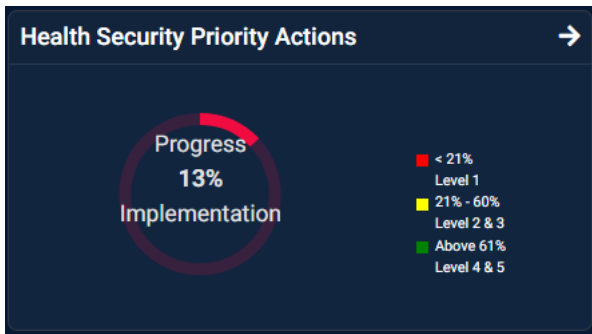 Health Security Priority Actions
Progress
13%
Implementation
< 21%
Level 1
21% - 60%
Level 2 & 3
Above 61%
Level 4 & 5